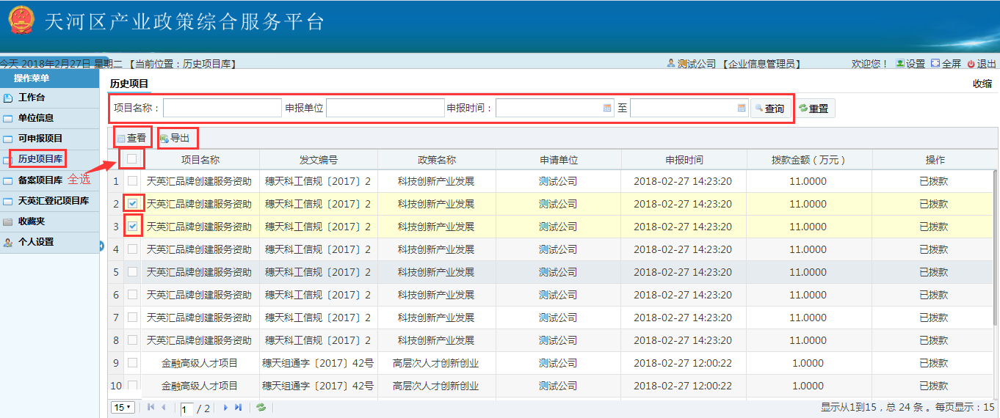 天河区产业政策综合服务平台
今天 2018年2月27日 星期二 【当前位置：历史项目库】 测试公司 【企业信息管理员】 欢迎您！ 设置 全屏 退出
操作菜单
工作台
单位信息
可申报项目
历史项目库
备案项目库
天英汇登记项目库
收藏夹
个人设置
全选
历史项目 收缩
项目名称： 申报单位 申报时间： 至 查询 重置
查看 导出
项目名称 发文编号 政策名称 申请单位 申报时间 拨款金额（万元） 操作
1 天英汇品牌创建服务资助 穗天科工信规〔2017〕2 科技创新产业发展 测试公司 2018-02-27 14:23:20 11.0000 已拨款
2 天英汇品牌创建服务资助 穗天科工信规〔2017〕2 科技创新产业发展 测试公司 2018-02-27 14:23:20 11.0000 已拨款
3 天英汇品牌创建服务资助 穗天科工信规〔2017〕2 科技创新产业发展 测试公司 2018-02-27 14:23:20 11.0000 已拨款
4 天英汇品牌创建服务资助 穗天科工信规〔2017〕2 科技创新产业发展 测试公司 2018-02-27 14:23:20 11.0000 已拨款
5 天英汇品牌创建服务资助 穗天科工信规〔2017〕2 科技创新产业发展 测试公司 2018-02-27 14:23:20 11.0000 已拨款
6 天英汇品牌创建服务资助 穗天科工信规〔2017〕2 科技创新产业发展 测试公司 2018-02-27 14:23:20 11.0000 已拨款
7 天英汇品牌创建服务资助 穗天科工信规〔2017〕2 科技创新产业发展 测试公司 2018-02-27 14:23:20 11.0000 已拨款
8 天英汇品牌创建服务资助 穗天科工信规〔2017〕2 科技创新产业发展 测试公司 2018-02-27 14:23:20 11.0000 已拨款
9 金融高级人才项目 穗天组通字〔2017〕42号 高层次人才创新创业 测试公司 2018-02-27 12:00:22 1.0000 已拨款
10 金融高级人才项目 穗天组通字〔2017〕42号 高层次人才创新创业 测试公司 2018-02-27 12:00:22 1.0000 已拨款
15 1 / 2 显示从1到15，总 24 条 。每页显示：15